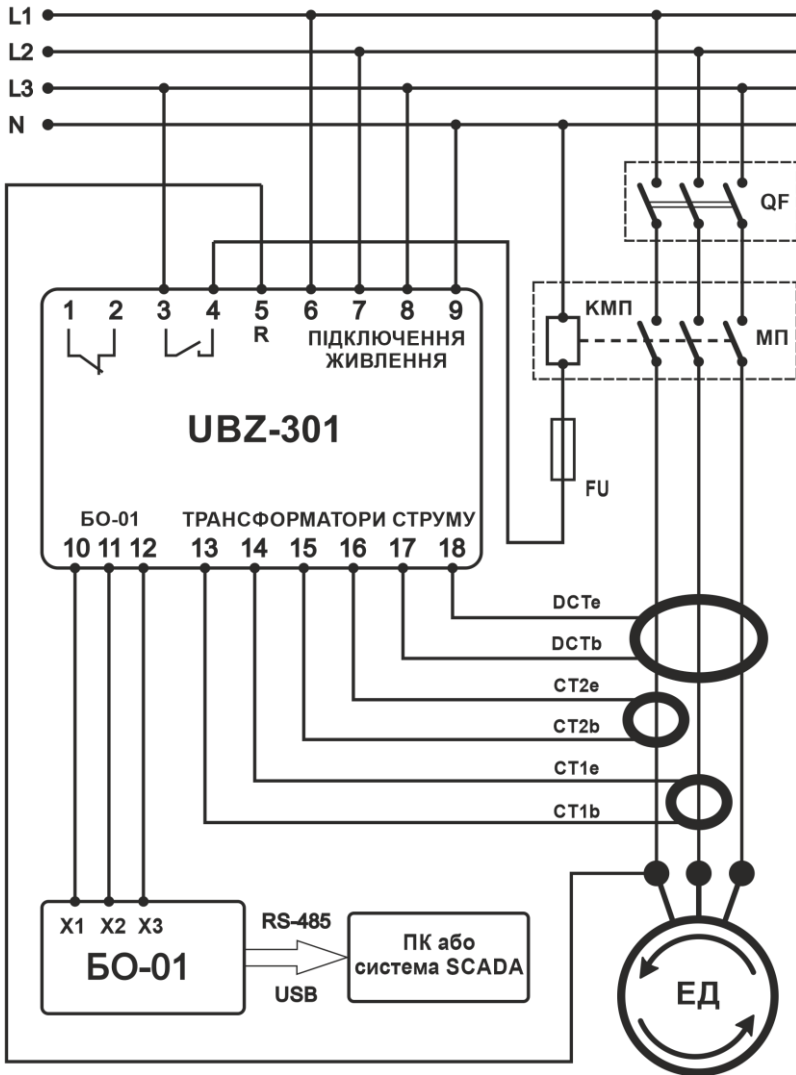 L1
L2
L3
N
QF
КМП
МП
1 2 3 4 5 6 7 8 9
R
ПІДКЛЮЧЕННЯ
ЖИВЛЕННЯ
UBZ-301
FU
БО-01 ТРАНСФОРМАТОРИ СТРУМУ
10 11 12 13 14 15 16 17 18
DCTe
DCTb
CT2e
CT2b
CT1e
CT1b
X1 X2 X3
БО-01
RS-485
USB
ПК або
система SCADA
ЕД